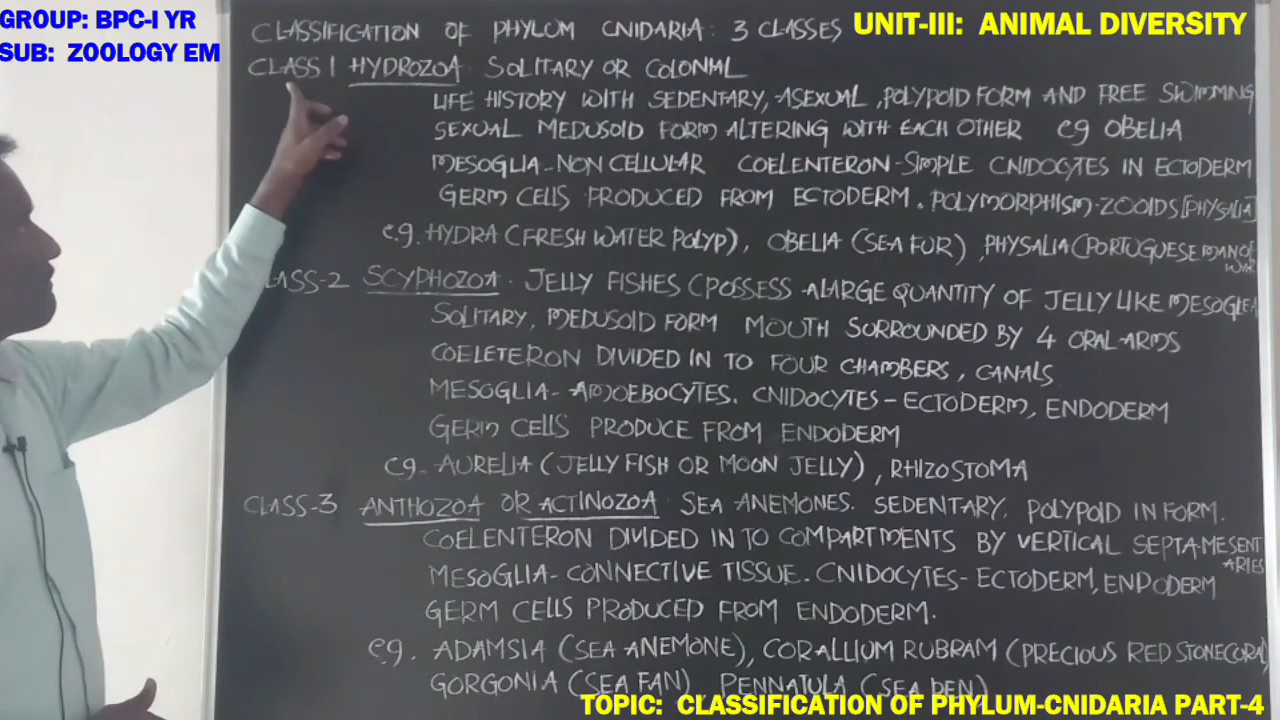 GROUP: BPC-I YR
SUB: ZOOLOGY EM
UNIT-III: ANIMAL DIVERSITY
CLASSIFICATION OF PHYLUM CNIDARIA: 3 CLASSES
CLASS 1 HYDROZOA. SOLITARY OR COLONIAL
LIFE HISTORY WITH SEDENTARY, ASEXUAL, POLYPOID FORM AND FREE SWIMMING
SEXUAL MEDUSOID FORM ALTERING WITH EACH OTHER eg OBELIA
MESOGLIA-NON CELLULAR COELENTERON-SIMPLE CNIDOCYTES IN ECTODERM
GERM CELLS PRODUCED FROM ECTODERM. POLYMORPHISM-ZOOIDS [PHYSALIA]
e.g. HYDRA (FRESH WATER POLYP), OBELIA (SEA FUR), PHYSALIA (PORTUGUESE MAN OF WAR
LASS-2 SCYPHOZOA. JELLY FISHES (POSSESS A LARGE QUANTITY OF JELLY LIKE MESOGLEA
SOLITARY, MEDUSOID FORM MOUTH SURROUNDED BY 4 ORAL-ARMS
COELETERON DIVIDED IN TO FOUR CHAMBERS, CANALS
MESOGLIA- AMOEBOCYTES. CNIDOCYTES - ECTODERM, ENDODERM
GERM CELLS PRODUCE FROM ENDODERM
eg. AURELIA (JELLY FISH OR MOON JELLY), RHIZOSTOMA
CLASS-3 ANTHOZOA OR ACTINOZOA. SEA ANEMONES. SEDENTARY. POLYPOID IN FORM.
COELENTERON DIVIDED IN TO COMPARTMENTS BY VERTICAL SEPTA-MESENTARIES
MESOGLIA- CONNECTIVE TISSUE. CNIDOCYTES- ECTODERM, ENDODERM
GERM CELLS PRODUCED FROM ENDODERM.
eg. ADAMSIA (SEA ANEMONE), CORALLIUM RUBRAM (PRECIOUS RED STONE CORAL)
GORGONIA (SEA FAN), PENNATULA (SEA PEN)
TOPIC: CLASSIFICATION OF PHYLUM-CNIDARIA PART-4